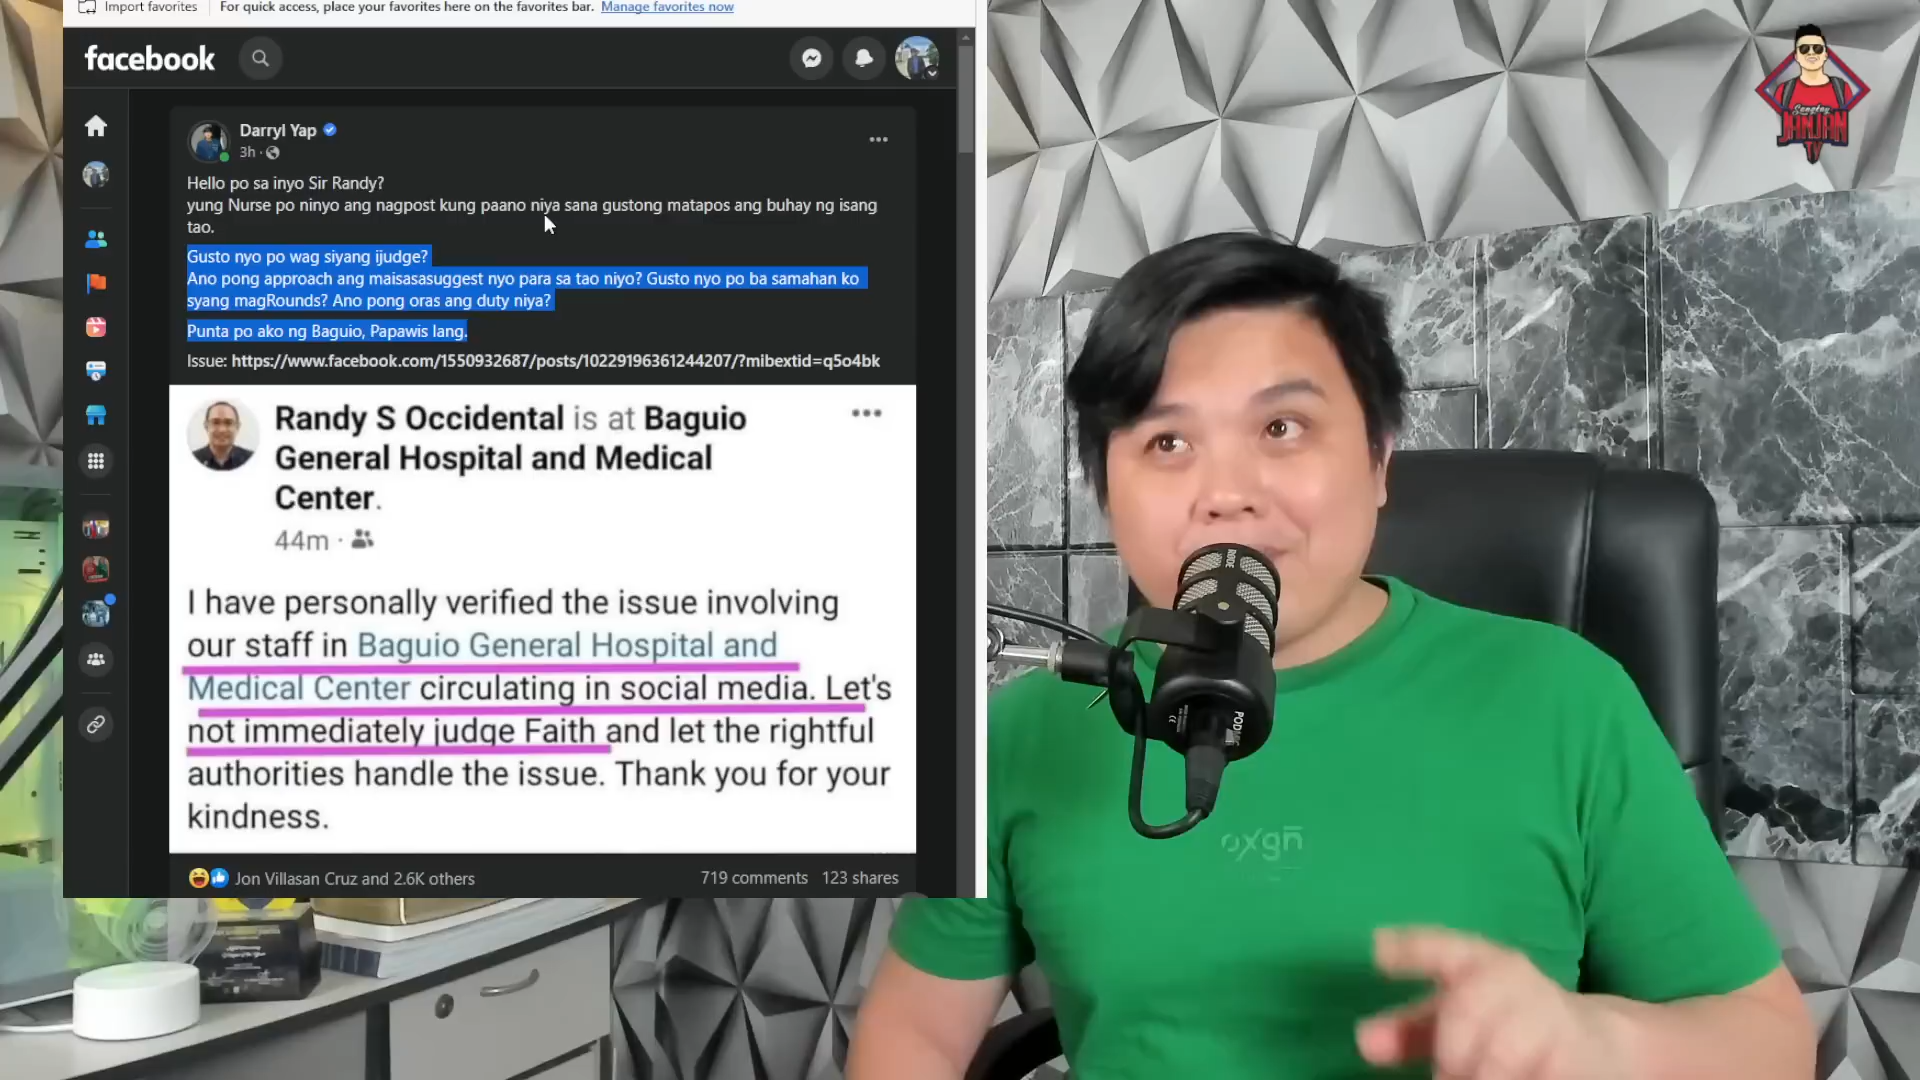 Import favorites
For quick access, place your favorites here on the favorites bar. Manage favorites now
facebook
Darryl Yap
3h
Hello po sa inyo Sir Randy?
yung Nurse po ninyo ang nagpost kung paano niya sana gustong matapos ang buhay ng isang
tao.
Gusto nyo po wag siyang ijudge?
Ano pong approach ang maisasasuggest nyo para sa tao niyo? Gusto nyo po ba samahan ko
syang magRounds? Ano pong oras ang duty niya?
Punta po ako ng Baguio, Papawis lang.
Issue: https://www.facebook.com/1550932687/posts/10229196361244207/?mibextid=q5o4bk
Randy S Occidental is at Baguio
General Hospital and Medical
Center.
44m
I have personally verified the issue involving
our staff in Baguio General Hospital and
Medical Center circulating in social media. Let's
not immediately judge Faith and let the rightful
authorities handle the issue. Thank you for your
kindness.
Jon Villasan Cruz and 2.6K others
719 comments 123 shares
Sangkay
JANJAN
TV
RODE
oxgn